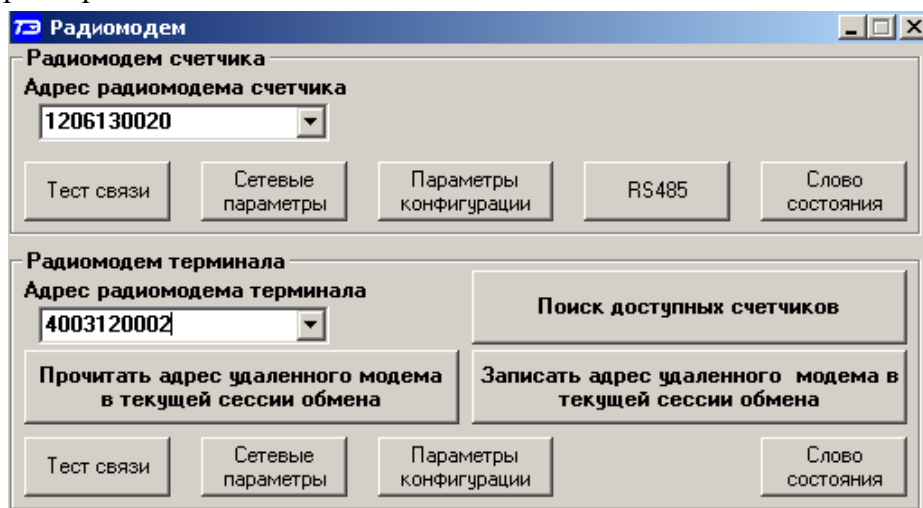 ТЭ Радиомодем
Радиомодем счетчика
Адрес радиомодема счетчика
1206130020
Тест связи
Сетевые
параметры
Параметры
конфигурации
RS485
Слово
состояния
Радиомодем терминала
Адрес радиомодема терминала
4003120002
Поиск доступных счетчиков
Прочитать адрес удаленного модема
в текущей сессии обмена
Записать адрес удаленного модема в
текущей сессии обмена
Тест связи
Сетевые
параметры
Параметры
конфигурации
Слово
состояния